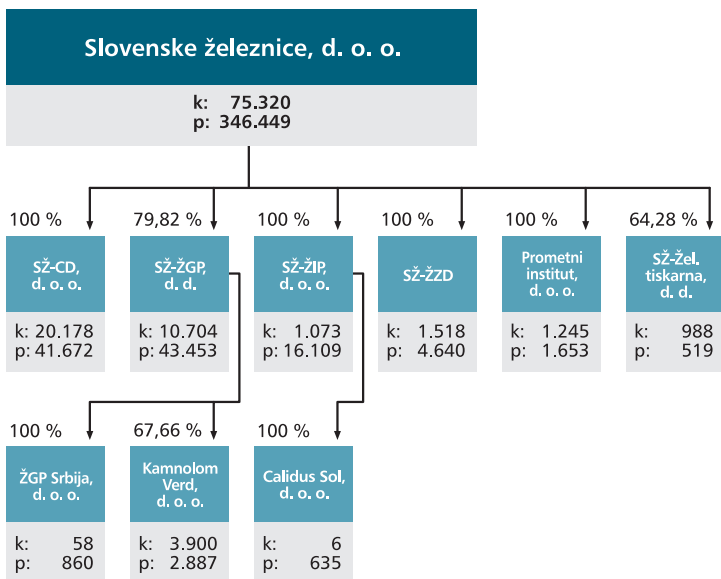 Slovenske železnice, d. o. o.
k: 75.320
p: 346.449
100 %
79,82 %
100 %
100 %
100 %
64,28 %
SŽ-CD,
d. o. o.
k: 20.178
p: 41.672
SŽ-ŽGP,
d. d.
k: 10.704
p: 43.453
SŽ-ŽIP,
d. o. o.
k: 1.073
p: 16.109
SŽ-ŽZD
k: 1.518
p: 4.640
Prometni
institut,
d. o. o.
k: 1.245
p: 1.653
SŽ-Žel.
tiskarna,
d. d.
k: 988
p: 519
100 %
67,66 %
100 %
ŽGP Srbija,
d. o. o.
k: 58
p: 860
Kamnolom
Verd,
d. o. o.
k: 3.900
p: 2.887
Calidus Sol,
d. o. o.
k: 6
p: 635